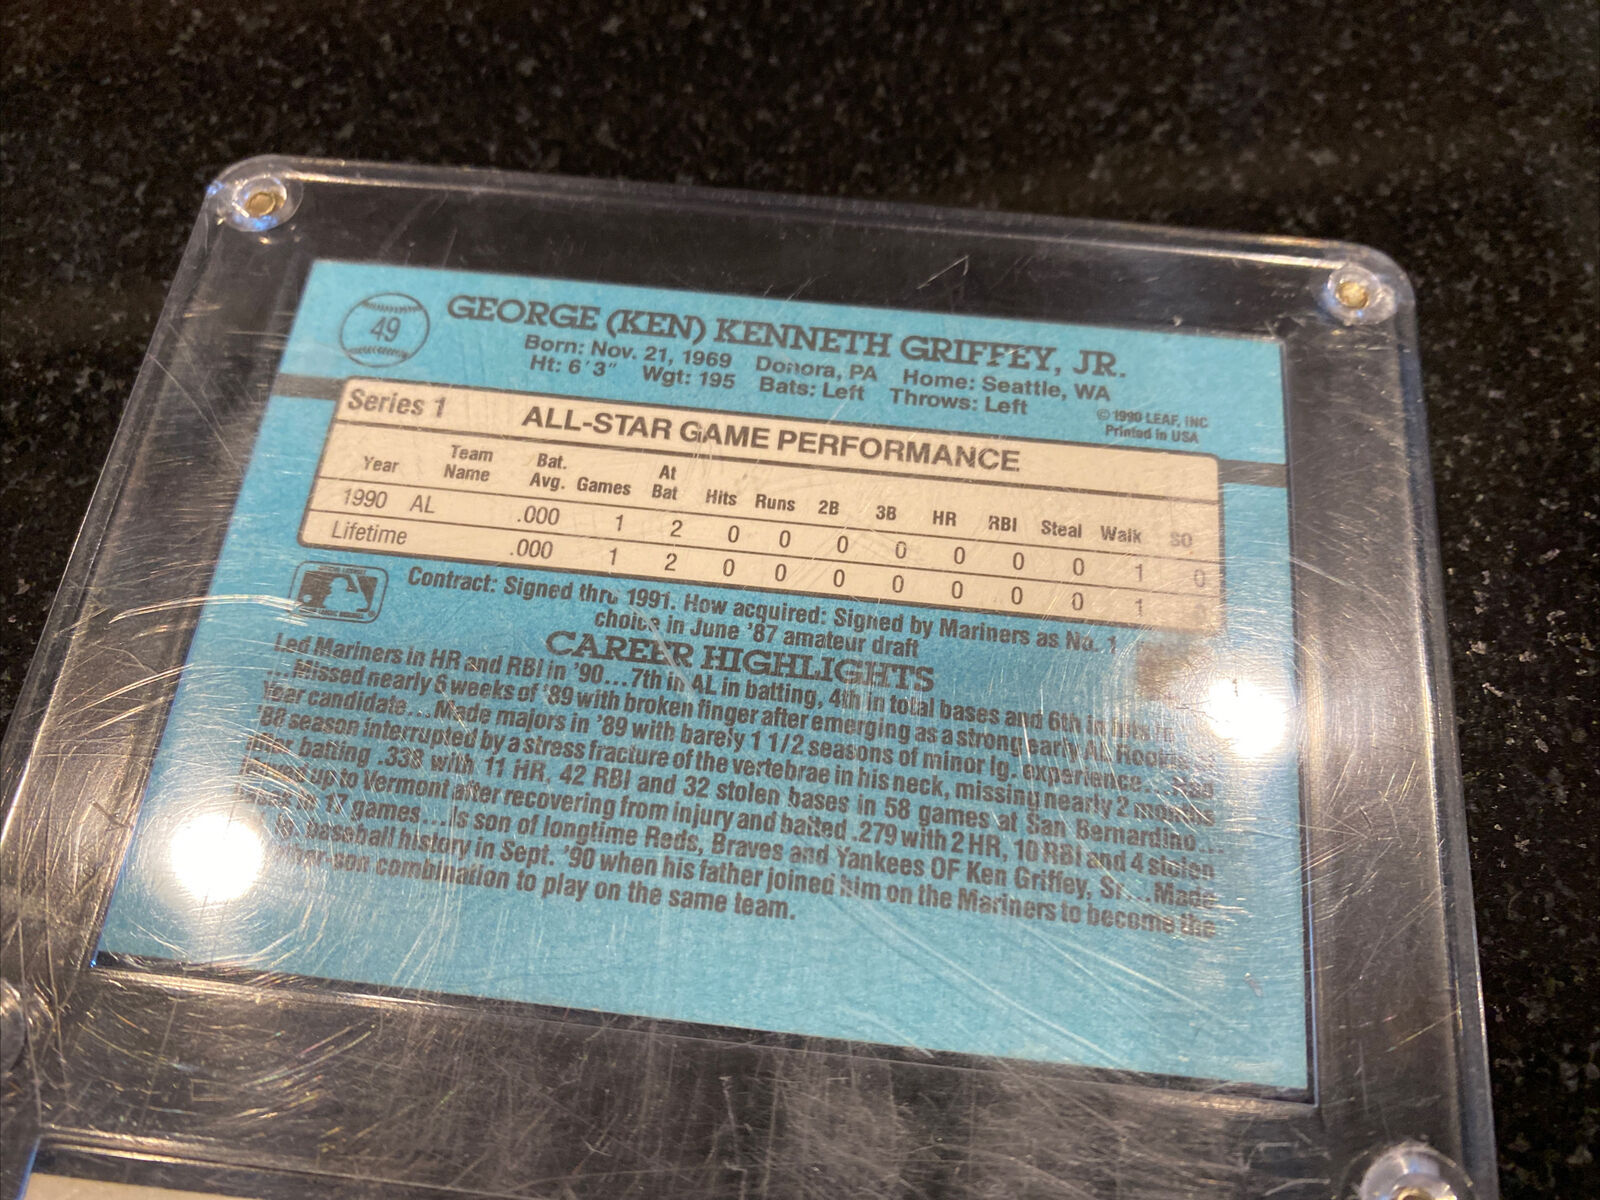 49
GEORGE (KEN) KENNETH GRIFFEY, JR.
Born: Nov. 21, 1969 Donora, PA Home: Seattle, WA
Ht: 6'3" Wgt: 195 Bats: Left Throws: Left
© 1990 LEAF, INC
Printed in USA
Series 1
ALL-STAR GAME PERFORMANCE
Year Team Name Bat. Avg. Games At Bat Hits Runs 2B 3B HR RBI Steal Walk SO
1990 AL .000 1 2 0 0 0 0 0 0 0 1 0
Lifetime .000 1 2 0 0 0 0 0 0 0 1
Contract: Signed thru 1991. How acquired: Signed by Mariners as No. 1
choice in June '87 amateur draft
CAREER HIGHLIGHTS
Led Mariners in HR and RBI in '90...7th in AL in batting, 4th in total bases and 6th in hits in
...Missed nearly 6 weeks of '89 with broken finger after emerging as a strong early AL Rookie
Year candidate...Made majors in '89 with barely 1 1/2 seasons of minor lg. experience...
'88 season interrupted by a stress fracture of the vertebrae in his neck, missing nearly 2 months
after batting .338 with 11 HR, 42 RBI and 32 stolen bases in 58 games at San Bernardino...
up to Vermont after recovering from injury and batted .279 with 2 HR, 10 RBI and 4 stolen
in 17 games...Is son of longtime Reds, Braves and Yankees OF Ken Griffey, Sr...Made
baseball history in Sept. '90 when his father joined him on the Mariners to become the
son combination to play on the same team.